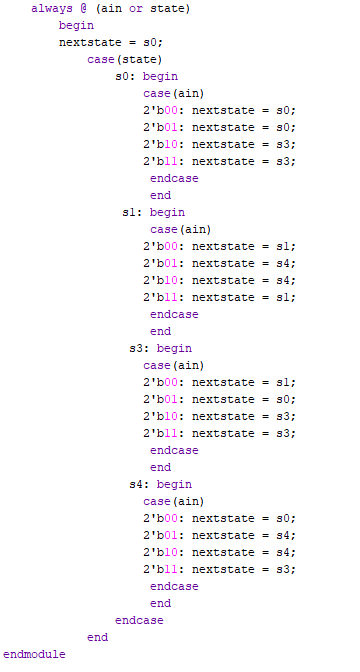 always @ (ain or state)
begin
nextstate = s0;
case(state)
s0: begin
case(ain)
2'b00: nextstate = s0;
2'b01: nextstate = s0;
2'b10: nextstate = s3;
2'b11: nextstate = s3;
endcase
end
s1: begin
case(ain)
2'b00: nextstate = s1;
2'b01: nextstate = s4;
2'b10: nextstate = s4;
2'b11: nextstate = s1;
endcase
end
s3: begin
case(ain)
2'b00: nextstate = s1;
2'b01: nextstate = s0;
2'b10: nextstate = s3;
2'b11: nextstate = s3;
endcase
end
s4: begin
case(ain)
2'b00: nextstate = s0;
2'b01: nextstate = s4;
2'b10: nextstate = s4;
2'b11: nextstate = s3;
endcase
end
endcase
end
endmodule